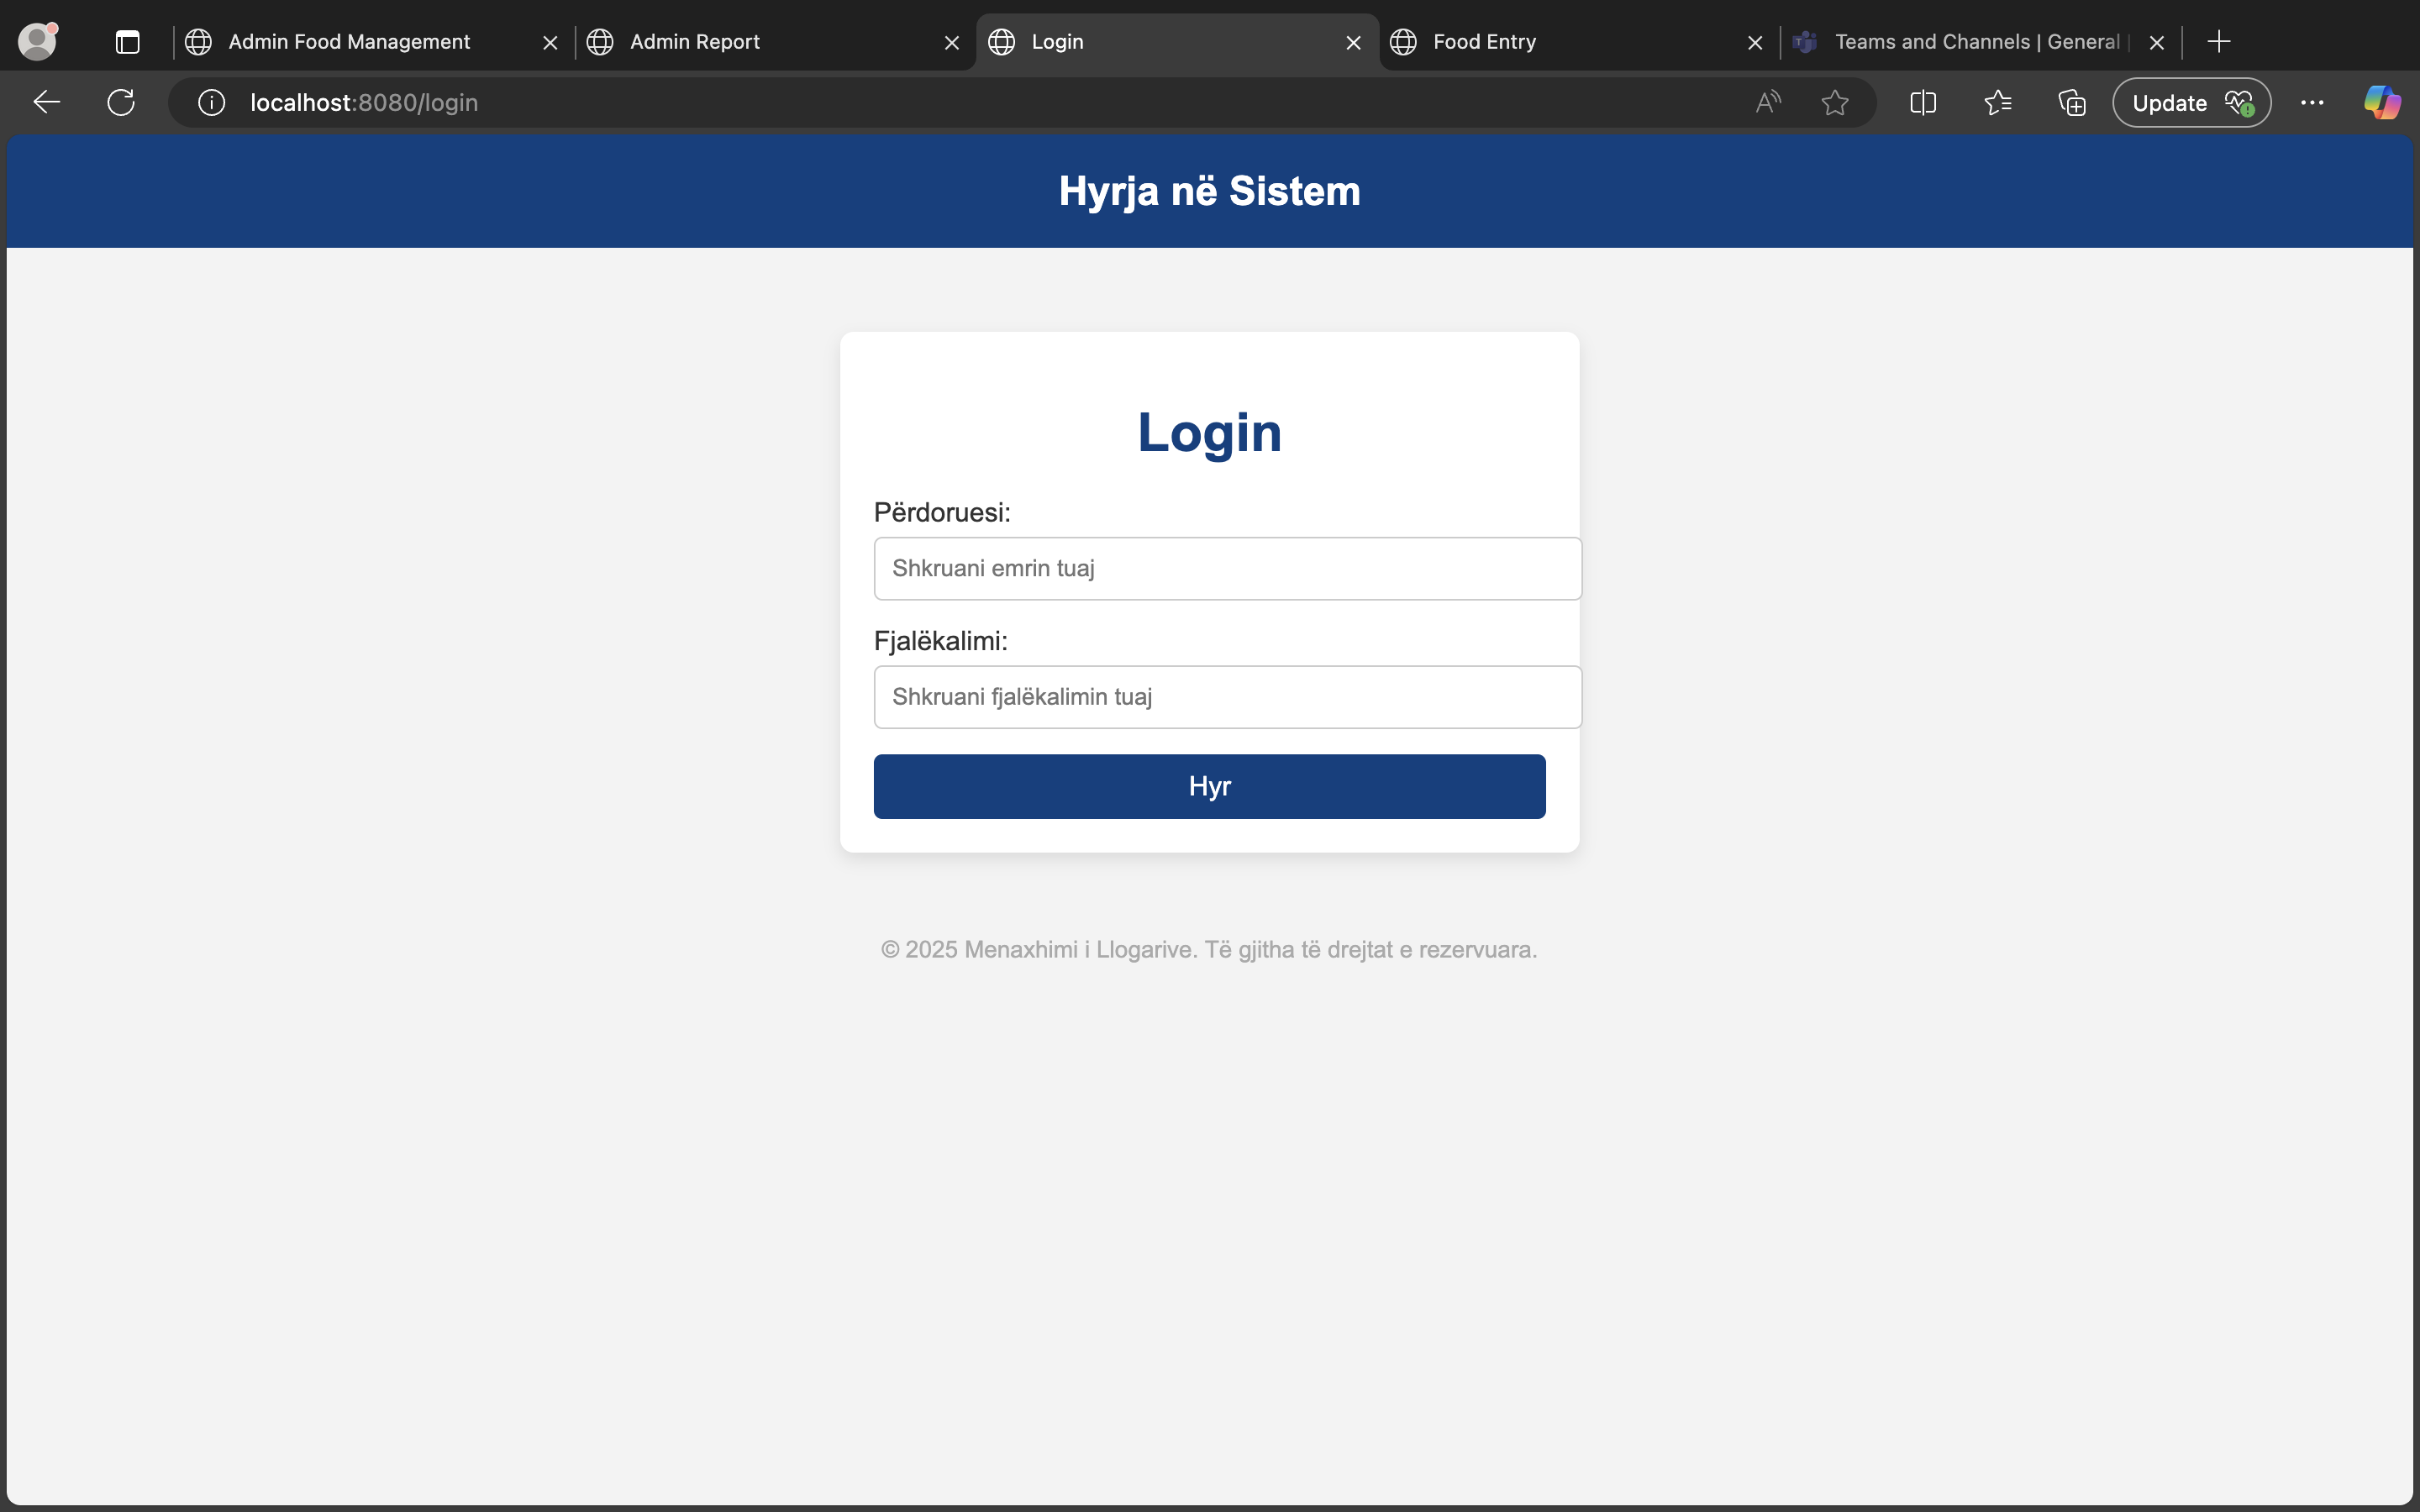 Admin Food Management
Admin Report
Login
Food Entry
Teams and Channels | General |
localhost:8080/login
Update
Hyrja në Sistem
Login
Përdoruesi:
Shkruani emrin tuaj
Fjalëkalimi:
Shkruani fjalëkalimin tuaj
Hyr
© 2025 Menaxhimi i Llogarive. Të gjitha të drejtat e rezervuara.